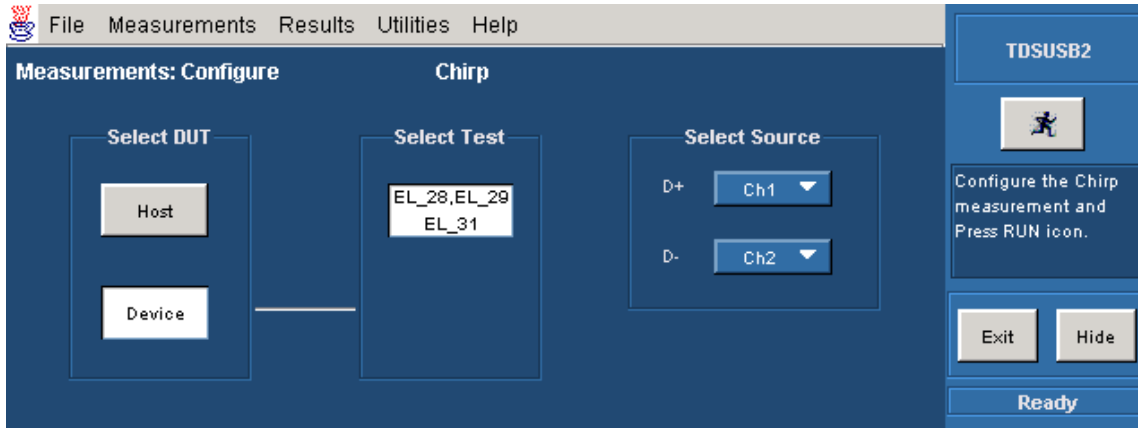 File Measurements Results Utilities Help
Measurements: Configure Chirp
Select DUT
Host
Device
Select Test
EL_28,EL_29
EL_31
Select Source
D+ Ch1
D- Ch2
TDSUSB2
Configure the Chirp
measurement and
Press RUN icon.
Exit Hide
Ready